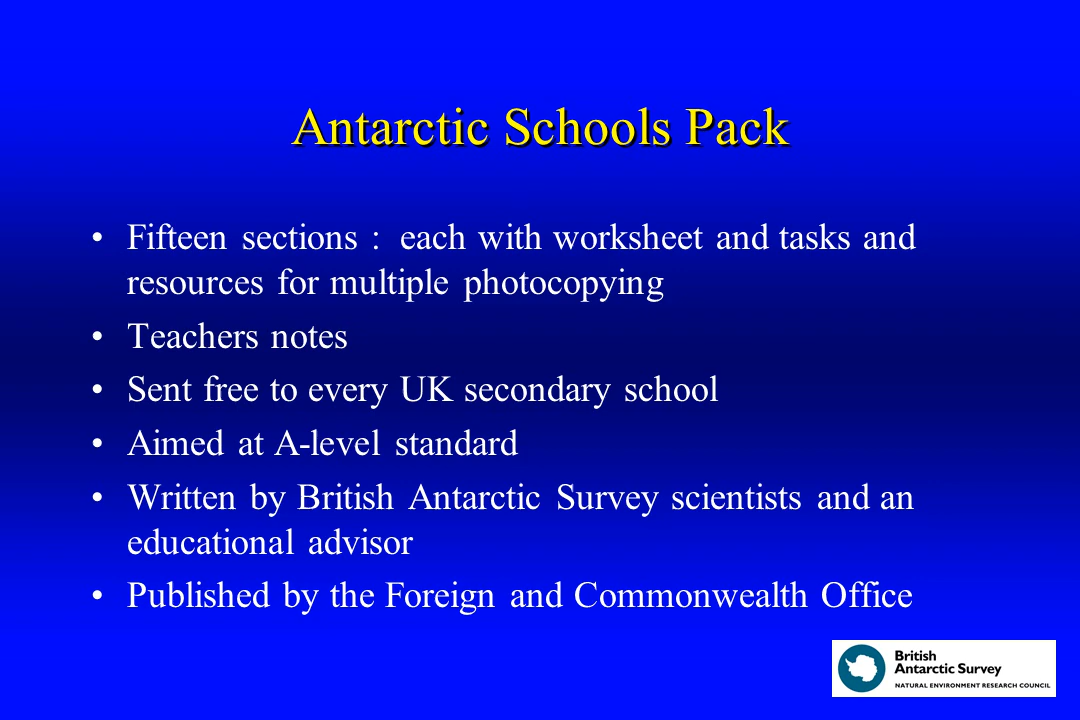 Antarctic Schools Pack
• Fifteen sections : each with worksheet and tasks and
resources for multiple photocopying
• Teachers notes
• Sent free to every UK secondary school
• Aimed at A-level standard
• Written by British Antarctic Survey scientists and an
educational advisor
• Published by the Foreign and Commonwealth Office
British
Antarctic Survey
NATURAL ENVIRONMENT RESEARCH COUNCIL